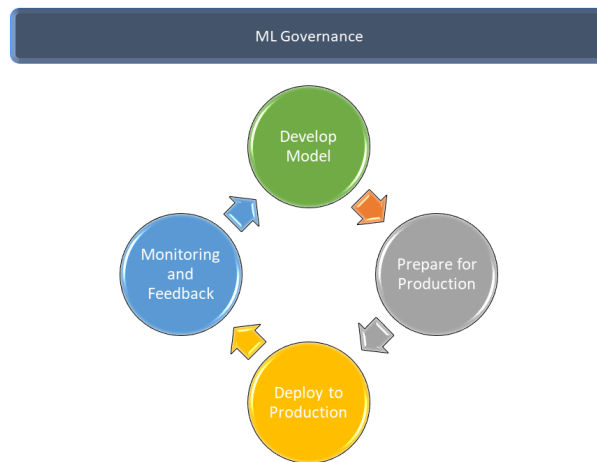 ML Governance
Develop
Model
Prepare for
Production
Deploy to
Production
Monitoring
and
Feedback